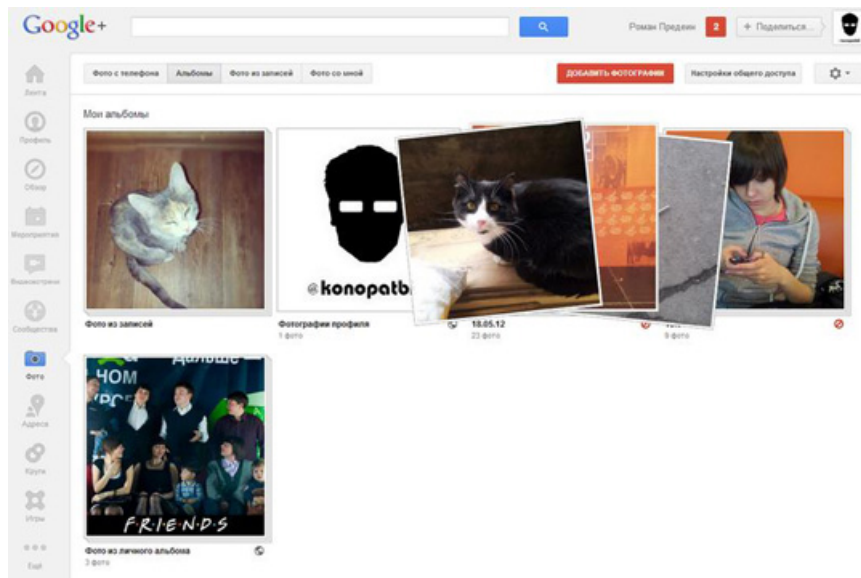 Google+
Роман Предеин
2
+ Поделиться...
Фото с телефона
Альбомы
Фото из записей
Фото со мной
ДОБАВИТЬ ФОТОГРАФИИ
Настройки общего доступа
Лента
Профиль
Обзор
Мероприятия
Видеовстречи
Сообщества
Фото
Адреса
Круги
Игры
Ещё
Мои альбомы
@konopatb
Фото из записей
Фотографии профиля
1 фото
18.05.12
23 фото
9 фото
дальше
НОМ
F·R·I·E·N·D·S
Фото из личного альбома
3 фото